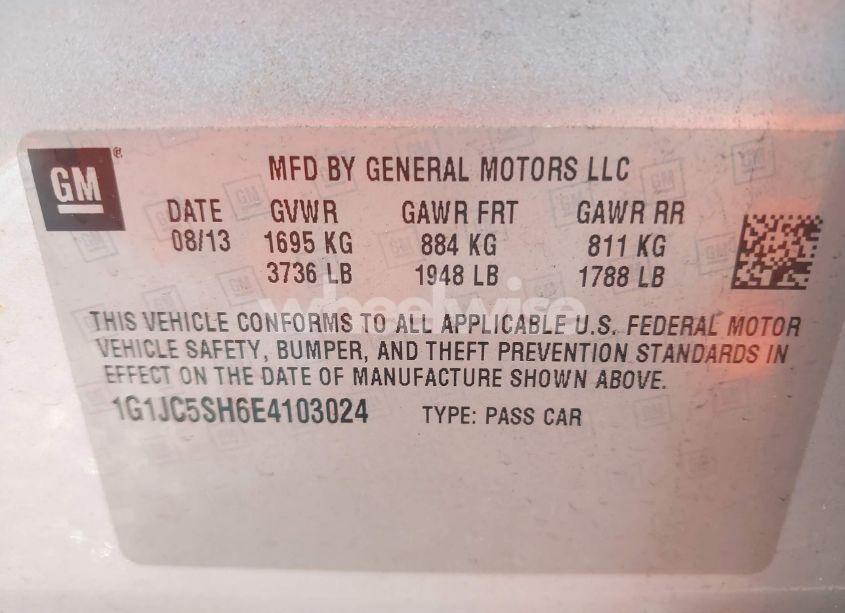 GM
®
MFD BY GENERAL MOTORS LLC
DATE GVWR GAWR FRT GAWR RR
08/13 1695 KG 884 KG 811 KG
3736 LB 1948 LB 1788 LB
wheelwise
THIS VEHICLE CONFORMS TO ALL APPLICABLE U.S. FEDERAL MOTOR
VEHICLE SAFETY, BUMPER, AND THEFT PREVENTION STANDARDS IN
EFFECT ON THE DATE OF MANUFACTURE SHOWN ABOVE.
1G1JC5SH6E4103024 TYPE: PASS CAR